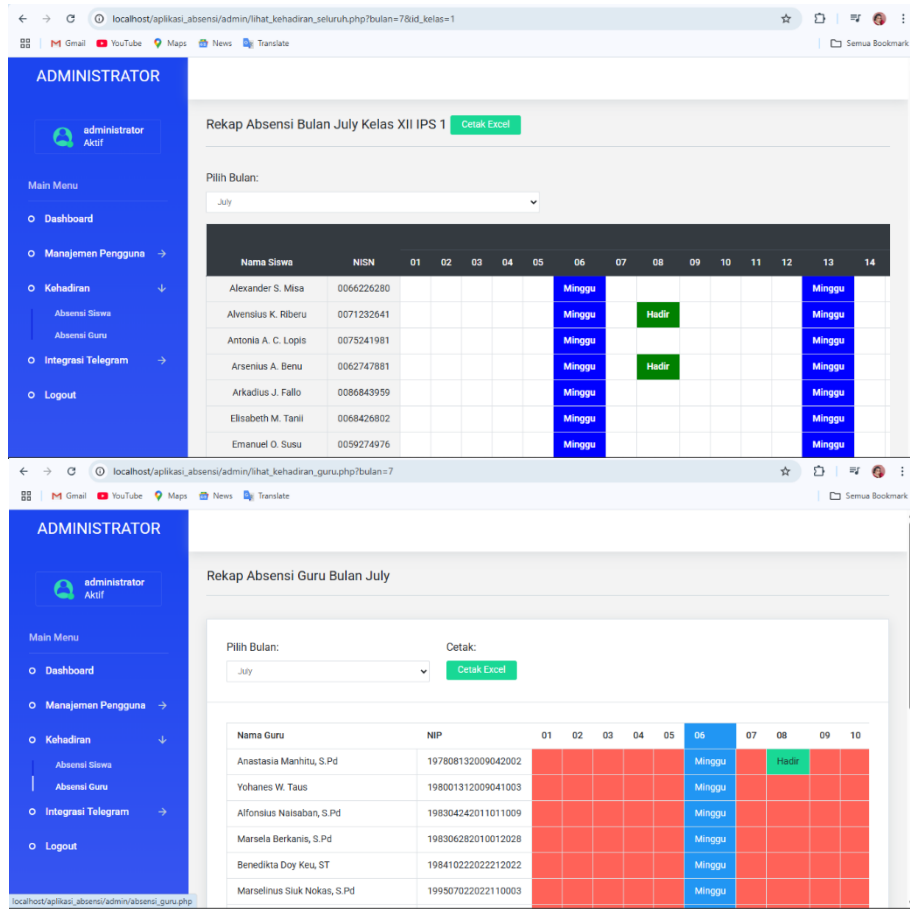 localhost/aplikasi_absensi/admin/lihat_kehadiran_seluruh.php?bulan=7&id_kelas=1
Gmail YouTube Maps News Translate Semua Bookmark
ADMINISTRATOR
administrator
Aktif
Main Menu
Dashboard
Manajemen Pengguna
Kehadiran
Absensi Siswa
Absensi Guru
Integrasi Telegram
Logout
Rekap Absensi Bulan July Kelas XII IPS 1 Cetak Excel
Pilih Bulan:
July
Nama Siswa NISN 01 02 03 04 05 06 07 08 09 10 11 12 13 14
Alexander S. Misa 0066226280 Minggu Minggu
Alvensius K. Riberu 0071232641 Minggu Hadir Minggu
Antonia A. C. Lopis 0075241981 Minggu Minggu
Arsenius A. Benu 0062747881 Minggu Hadir Minggu
Arkadius J. Fallo 0086843959 Minggu Minggu
Elisabeth M. Tanii 0068426802 Minggu Minggu
Emanuel O. Susu 0059274976 Minggu Minggu
localhost/aplikasi_absensi/admin/lihat_kehadiran_guru.php?bulan=7
Gmail YouTube Maps News Translate Semua Bookmark
ADMINISTRATOR
administrator
Aktif
Main Menu
Dashboard
Manajemen Pengguna
Kehadiran
Absensi Siswa
Absensi Guru
Integrasi Telegram
Logout
localhost/aplikasi_absensi/admin/absensi_guru.php
Rekap Absensi Guru Bulan July
Pilih Bulan: Cetak:
July Cetak Excel
Nama Guru NIP 01 02 03 04 05 06 07 08 09 10
Anastasia Manhitu, S.Pd 197808132009042002 Minggu Hadir
Yohanes W. Taus 198001312009041003 Minggu
Alfonsius Naisaban, S.Pd 198304242011011009 Minggu
Marsela Berkanis, S.Pd 198306282010012028 Minggu
Benedikta Doy Keu, ST 198410222022212022 Minggu
Marselinus Siuk Nokas, S.Pd 199507022022110003 Minggu